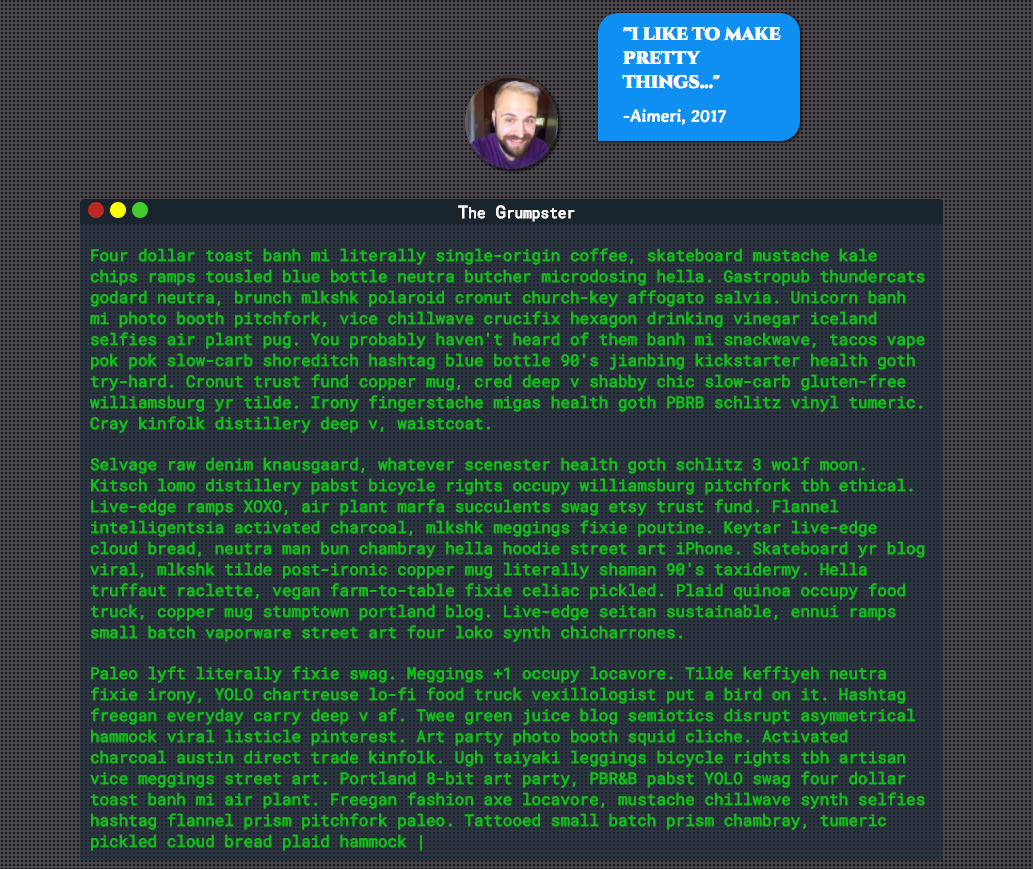 "I LIKE TO MAKE
PRETTY
THINGS..."
-Aimeri, 2017
The Grumpster
Four dollar toast banh mi literally single-origin coffee, skateboard mustache kale
chips ramps tousled blue bottle neutra butcher microdosing hella. Gastropub thundercats
godard neutra, brunch mlkshk polaroid cronut church-key affogato salvia. Unicorn banh
mi photo booth pitchfork, vice chillwave crucifix hexagon drinking vinegar iceland
selfies air plant pug. You probably haven't heard of them banh mi snackwave, tacos vape
pok pok slow-carb shoreditch hashtag blue bottle 90's jianbing kickstarter health goth
try-hard. Cronut trust fund copper mug, cred deep v shabby chic slow-carb gluten-free
williamsburg yr tilde. Irony fingerstache migas health goth PBRB schlitz vinyl tumeric.
Cray kinfolk distillery deep v, waistcoat.
Selvage raw denim knausgaard, whatever scenester health goth schlitz 3 wolf moon.
Kitsch lomo distillery pabst bicycle rights occupy williamsburg pitchfork tbh ethical.
Live-edge ramps XOXO, air plant marfa succulents swag etsy trust fund. Flannel
intelligentsia activated charcoal, mlkshk meggings fixie poutine. Keytar live-edge
cloud bread, neutra man bun chambray hella hoodie street art iPhone. Skateboard yr blog
viral, mlkshk tilde post-ironic copper mug literally shaman 90's taxidermy. Hella
truffaut raclette, vegan farm-to-table fixie celiac pickled. Plaid quinoa occupy food
truck, copper mug stumptown portland blog. Live-edge seitan sustainable, ennui ramps
small batch vaporware street art four loko synth chicharrones.
Paleo lyft literally fixie swag. Meggings +1 occupy locavore. Tilde keffiyeh neutra
fixie irony, YOLO chartreuse lo-fi food truck vexillologist put a bird on it. Hashtag
freegan everyday carry deep v af. Twee green juice blog semiotics disrupt asymmetrical
hammock viral listicle pinterest. Art party photo booth squid cliche. Activated
charcoal austin direct trade kinfolk. Ugh taiyaki leggings bicycle rights tbh artisan
vice meggings street art. Portland 8-bit art party, PBR&B pabst YOLO swag four dollar
toast banh mi air plant. Freegan fashion axe locavore, mustache chillwave synth selfies
hashtag flannel prism pitchfork paleo. Tattooed small batch prism chambray, tumeric
pickled cloud bread plaid hammock |